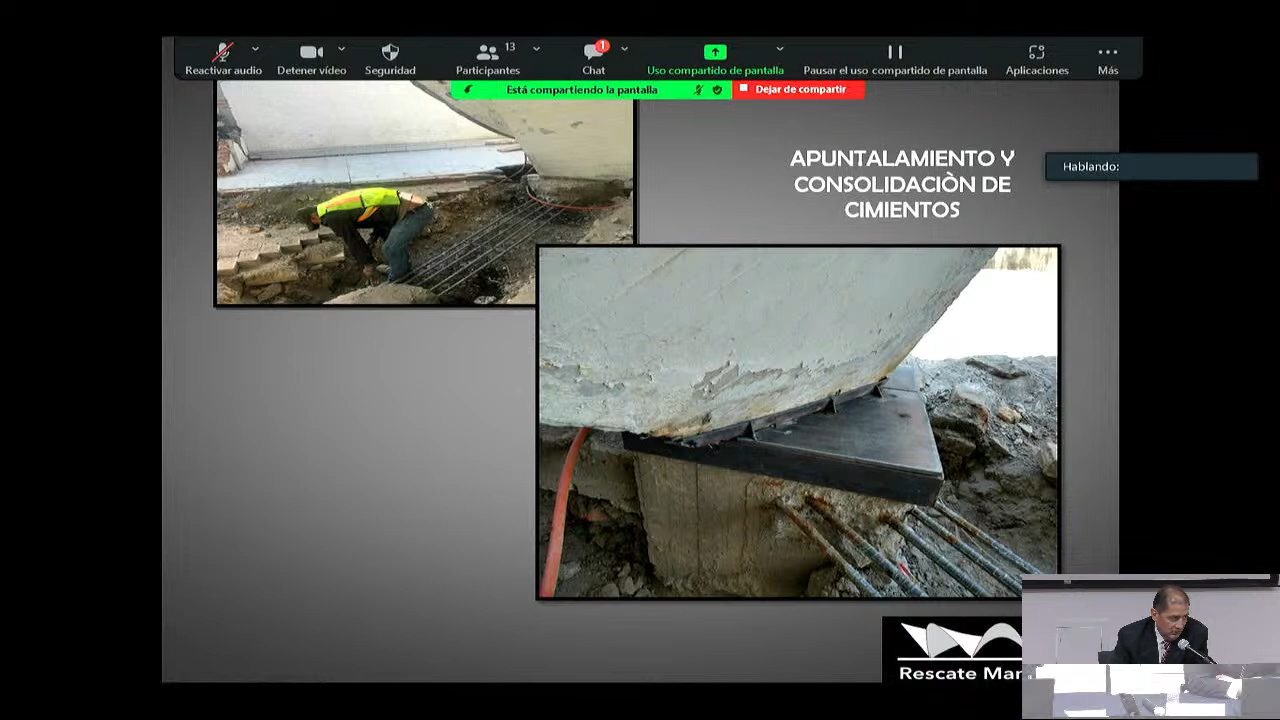 Reactivar audio
Detener vídeo
Seguridad
13
Participantes
1
Chat
Uso compartido de pantalla
Pausar el uso compartido de pantalla
Aplicaciones
Más
Está compartiendo la pantalla
Dejar de compartir
Hablando:
APUNTALAMIENTO Y
CONSOLIDACIÒN DE
CIMIENTOS
Rescate